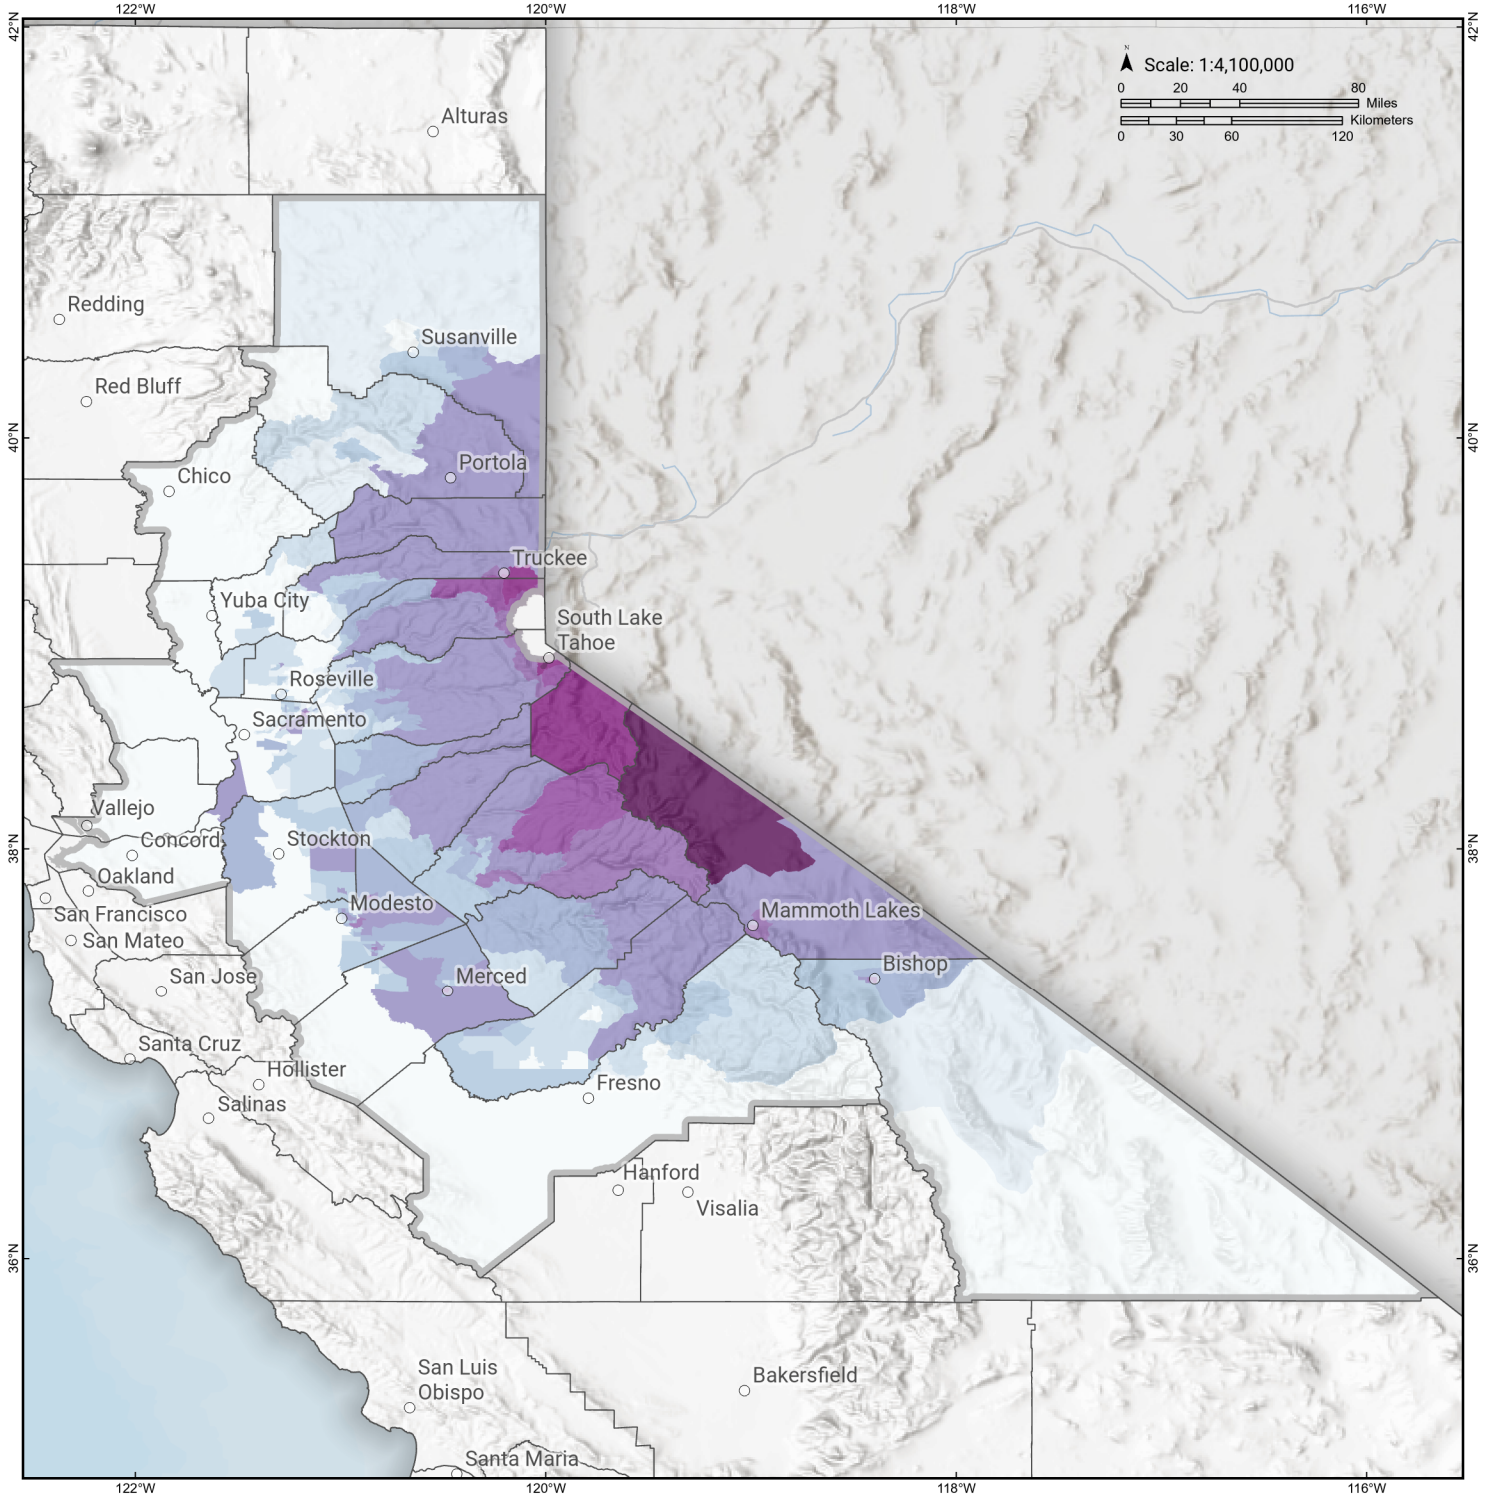 122°W
120°W
118°W
116°W
42°N
42°N
N
Scale: 1:4,100,000
0
20
40
80
Miles
Kilometers
0
30
60
120
Alturas
Redding
Susanville
Red Bluff
40°N
40°N
Portola
Chico
Truckee
Yuba City
South Lake
Tahoe
Roseville
Sacramento
Vallejo
Concord
Stockton
38°N
38°N
Oakland
Modesto
San Francisco
Mammoth Lakes
San Mateo
San Jose
Merced
Bishop
Santa Cruz
Hollister
Fresno
Salinas
Hanford
Visalia
36°N
36°N
San Luis
Obispo
Bakersfield
Santa Maria
122°W
120°W
118°W
116°W